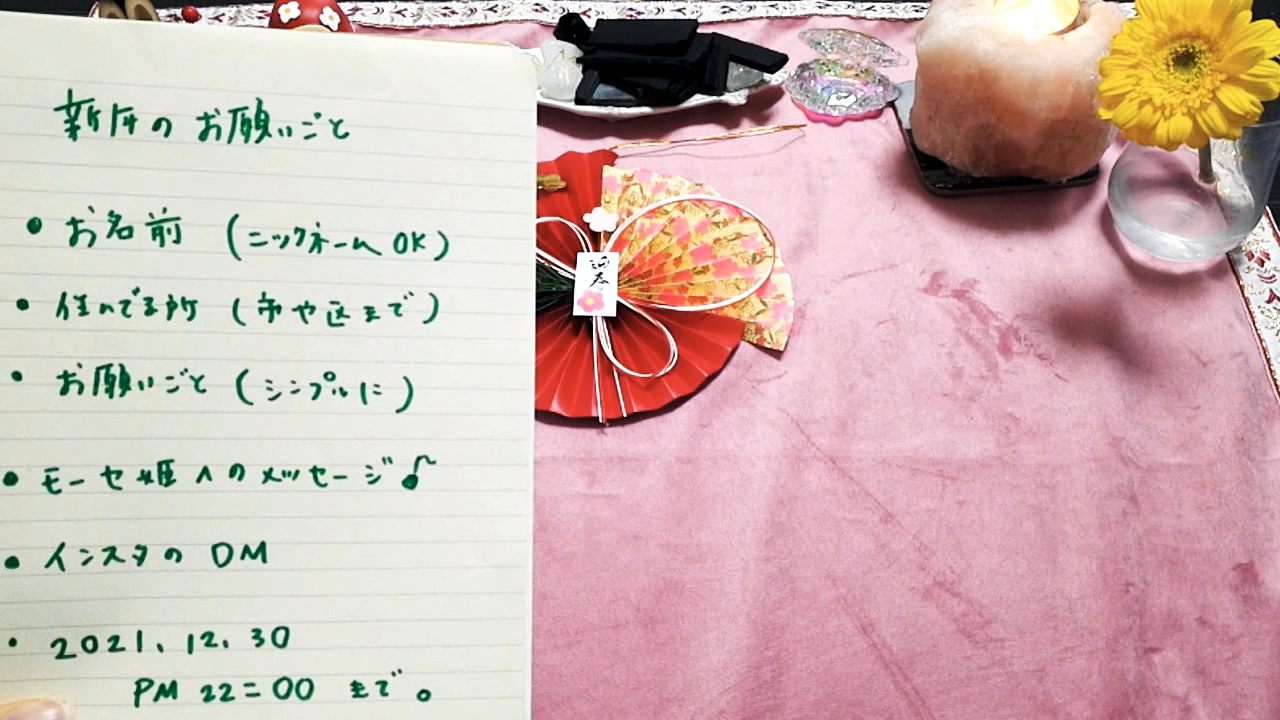 新年のお願いごと
• お名前 (ニックネームOK)
• 住んでる所 (市や区まで)
• お願いごと (シンプルに)
• モーセ姫へのメッセージ♪
• インスタの DM
• 2021. 12. 30
PM 22=00 まで。
迎春